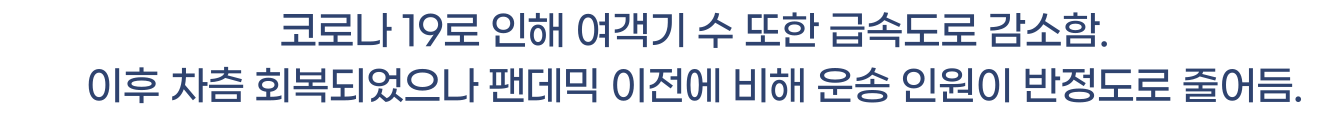 코로나 19로 인해 여객기 수 또한 급속도로 감소함.
이후 차츰 회복되었으나 팬데믹 이전에 비해 운송 인원이 반정도로 줄어듬.